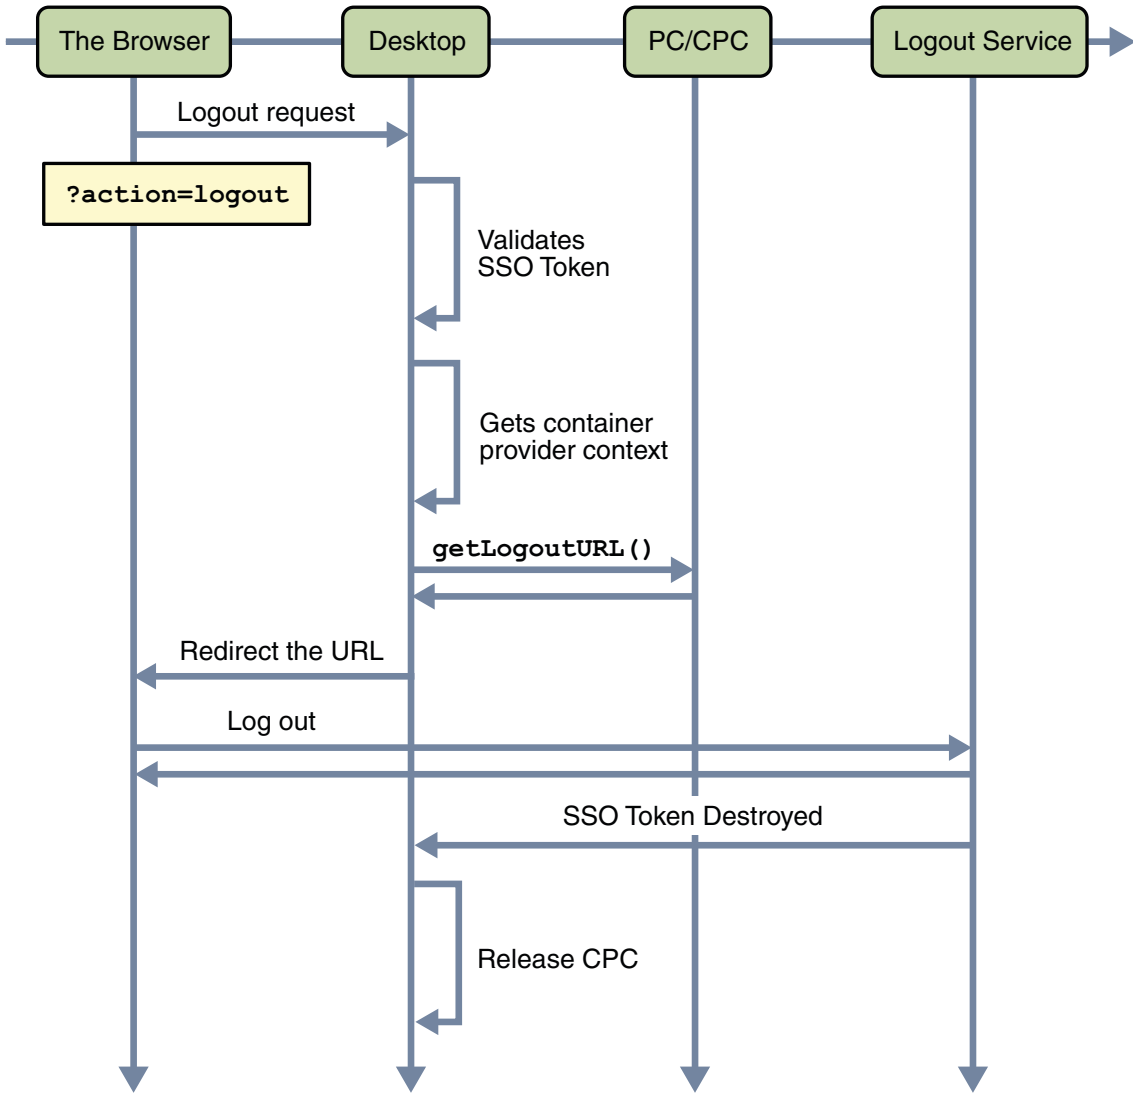 The Browser
Desktop
PC/CPC
Logout Service
Logout request
?action=logout
Validates
SSO Token
Gets container
provider context
getLogoutURL()
Redirect the URL
Log out
SSO Token Destroyed
Release CPC